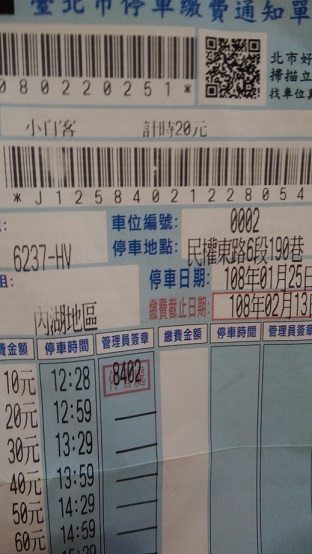 臺北市停車繳費通知單
080220251*
北市好
掃描立
找車位真
小自客 計時20元
*J12584021228054
車位編號: 0002
6237-HV
停車地點: 民權東路6段190巷
停車日期: 108年01月25日
內湖地區
繳費截止日期: 108年02月13日
費金額 停車時間 管理員簽章 繳費金額 停車時間 管理員簽
10元 12:28 8402
20元 12:59
30元 13:29
40元 13:59
50元 14:29
60元 14:59